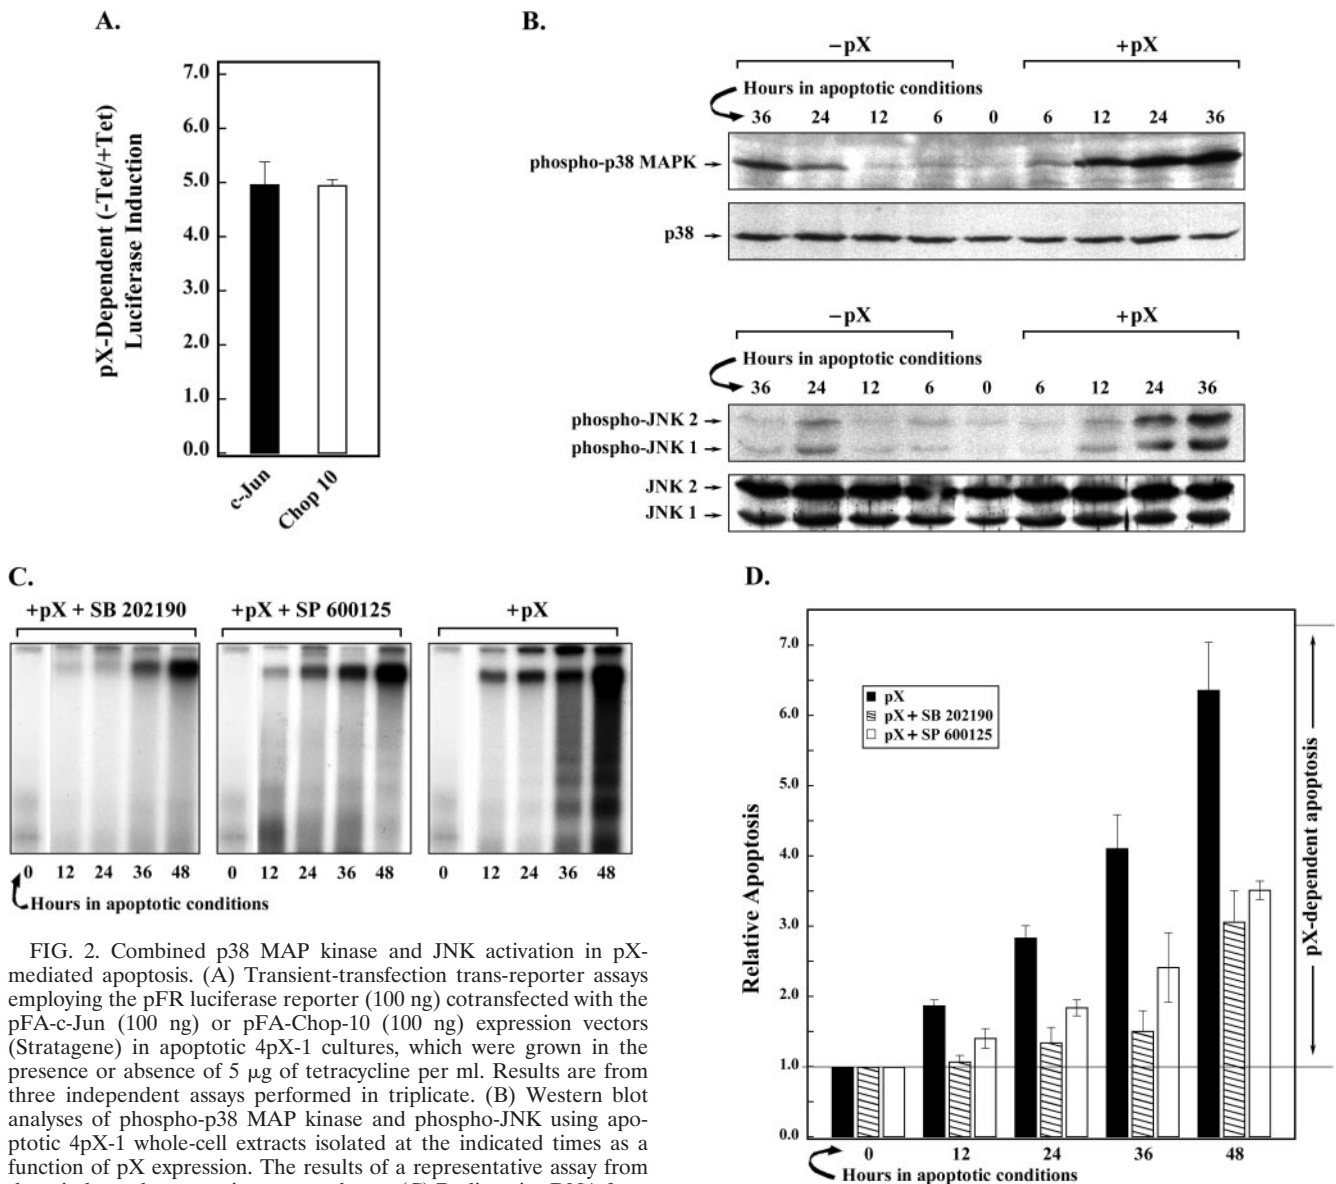 A.
pX-Dependent (-Tet/+Tet)
Luciferase Induction
7.0
6.0
5.0
4.0
3.0
2.0
1.0
0.0
c-Jun
Chop 10
B.
−pX
+pX
Hours in apoptotic conditions
36 24 12 6 0 6 12 24 36
phospho-p38 MAPK
p38
−pX
+pX
Hours in apoptotic conditions
36 24 12 6 0 6 12 24 36
phospho-JNK 2
phospho-JNK 1
JNK 2
JNK 1
C.
+pX + SB 202190
+pX + SP 600125
+pX
0 12 24 36 48
0 12 24 36 48
0 12 24 36 48
Hours in apoptotic conditions
D.
Relative Apoptosis
7.0
6.0
5.0
4.0
3.0
2.0
1.0
0.0
pX
pX + SB 202190
pX + SP 600125
pX-dependent apoptosis
0 12 24 36 48
Hours in apoptotic conditions
FIG. 2. Combined p38 MAP kinase and JNK activation in pX-
mediated apoptosis. (A) Transient-transfection trans-reporter assays
employing the pFR luciferase reporter (100 ng) cotransfected with the
pFA-c-Jun (100 ng) or pFA-Chop-10 (100 ng) expression vectors
(Stratagene) in apoptotic 4pX-1 cultures, which were grown in the
presence or absence of 5 μg of tetracycline per ml. Results are from
three independent assays performed in triplicate. (B) Western blot
analyses of phospho-p38 MAP kinase and phospho-JNK using apo-
ptotic 4pX-1 whole-cell extracts isolated at the indicated times as a
function of pX expression. The results of a representative assay from